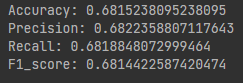 Accuracy: 0.6815238095238095
Precision: 0.6822358807117643
Recall: 0.6818848072999464
F1_score: 0.6814422587420474